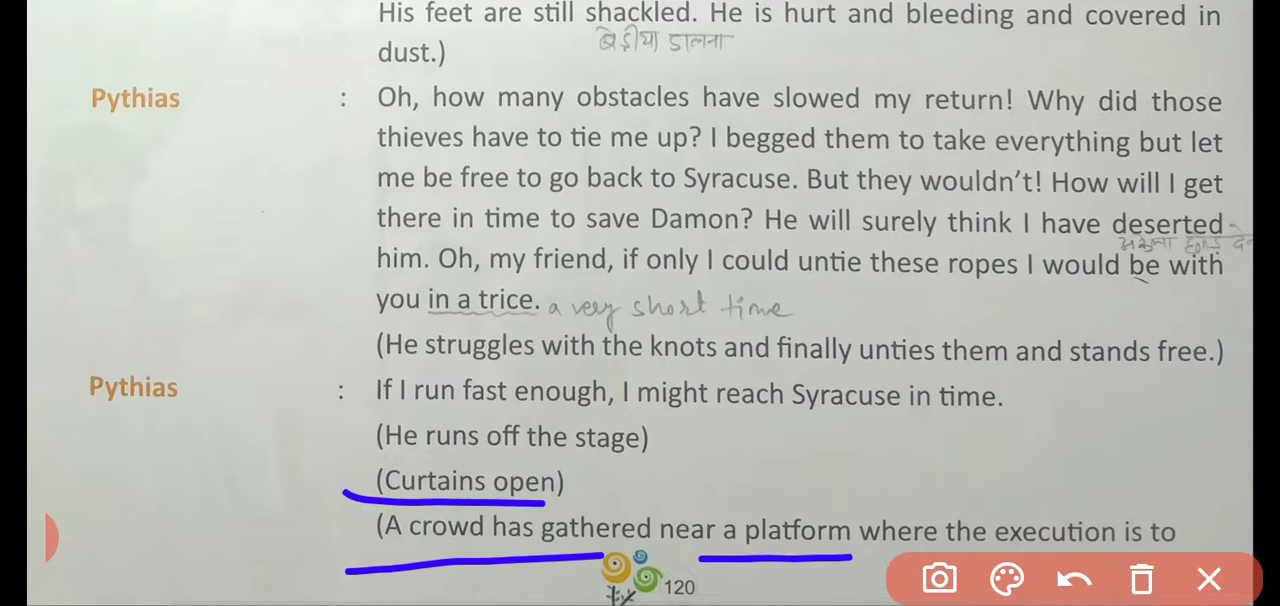 His feet are still shackled. He is hurt and bleeding and covered in
बेड़ीया डालना
dust.)
Pythias : Oh, how many obstacles have slowed my return! Why did those
thieves have to tie me up? I begged them to take everything but let
me be free to go back to Syracuse. But they wouldn't! How will I get
there in time to save Damon? He will surely think I have deserted
him. Oh, my friend, if only I could untie these ropes I would be with
you in a trice. a very short time
(He struggles with the knots and finally unties them and stands free.)
Pythias : If I run fast enough, I might reach Syracuse in time.
(He runs off the stage)
(Curtains open)
(A crowd has gathered near a platform where the execution is to
120